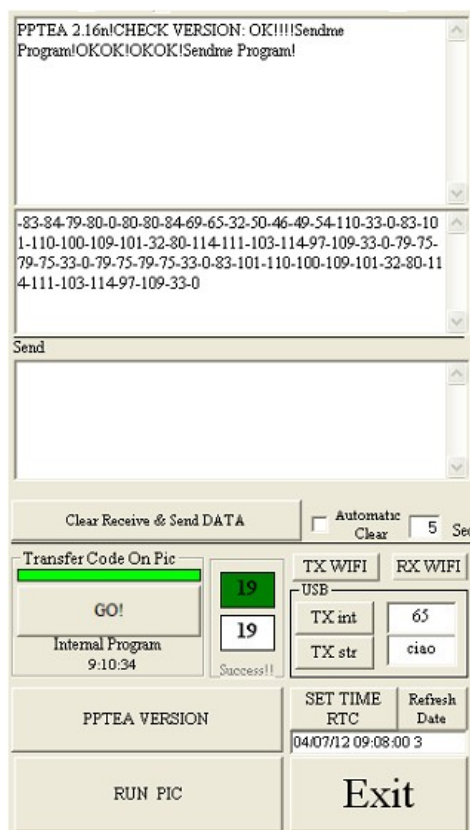 PPTEA 2.16n!CHECK VERSION: OK!!!!Sendme
Program!OKOK!OKOK!Sendme Program!
-83-84-79-80-0-80-80-84-69-65-32-50-46-49-54-110-33-0-83-10
1-110-100-109-101-32-80-114-111-103-114-97-109-33-0-79-75-
79-75-33-0-79-75-79-75-33-0-83-101-110-100-109-101-32-80-11
4-111-103-114-97-109-33-0
Send
Clear Receive & Send DATA
Automatic
Clear
5
Sec
Transfer Code On Pic
GO!
Internal Program
9:10:34
19
19
Success!!
TX WIFI
RX WIFI
USB
TX int
65
TX str
ciao
PPTEA VERSION
SET TIME
RTC
Refresh
Date
04/07/12 09:08:00 3
RUN PIC
Exit